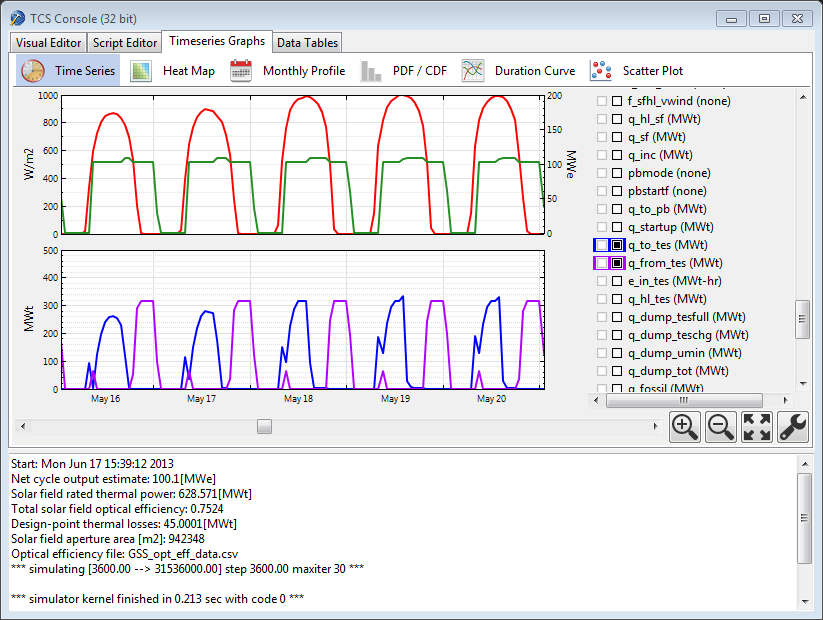 TCS Console (32 bit)
Visual Editor Script Editor Timeseries Graphs Data Tables
Time Series Heat Map Monthly Profile PDF / CDF Duration Curve Scatter Plot
1000
800
600
400
200
0
W/m2
200
150
100
50
0
MWe
500
400
300
200
100
0
MWt
May 16 May 17 May 18 May 19 May 20
f_sfhl_vwind (none)
q_hl_sf (MWt)
q_sf (MWt)
q_inc (MWt)
pbmode (none)
pbstartf (none)
q_to_pb (MWt)
q_startup (MWt)
q_to_tes (MWt)
q_from_tes (MWt)
e_in_tes (MWt-hr)
q_hl_tes (MWt)
q_dump_tesfull (MWt)
q_dump_teschg (MWt)
q_dump_umin (MWt)
q_dump_tot (MWt)
q_fossil (MWt)
Start: Mon Jun 17 15:39:12 2013
Net cycle output estimate: 100.1[MWe]
Solar field rated thermal power: 628.571[MWt]
Total solar field optical efficiency: 0.7524
Design-point thermal losses: 45.0001[MWt]
Solar field aperture area [m2]: 942348
Optical efficiency file: GSS_opt_eff_data.csv
*** simulating [3600.00 --> 31536000.00] step 3600.00 maxiter 30 ***
*** simulator kernel finished in 0.213 sec with code 0 ***